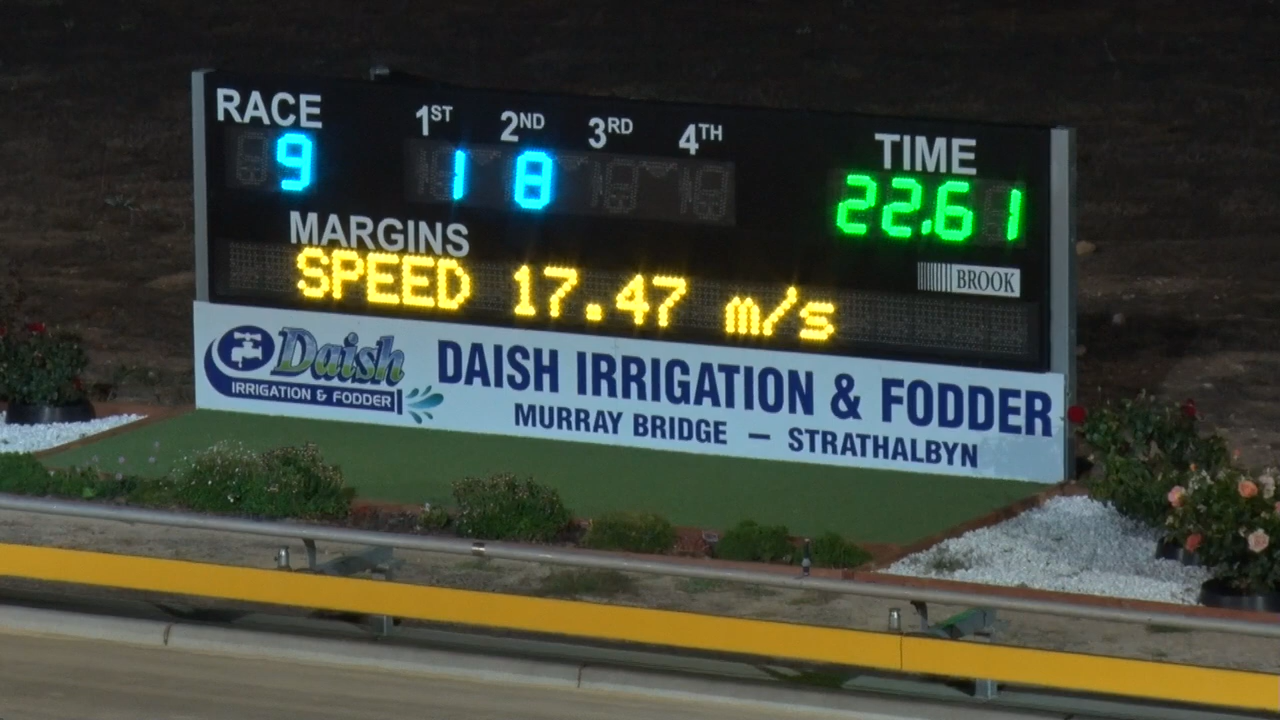 RACE 1ST 2ND 3RD 4TH TIME
9 1 8 22.61
MARGINS
SPEED 17.47 m/s
BROOK
Daish
IRRIGATION & FODDER
DAISH IRRIGATION & FODDER
MURRAY BRIDGE — STRATHALBYN